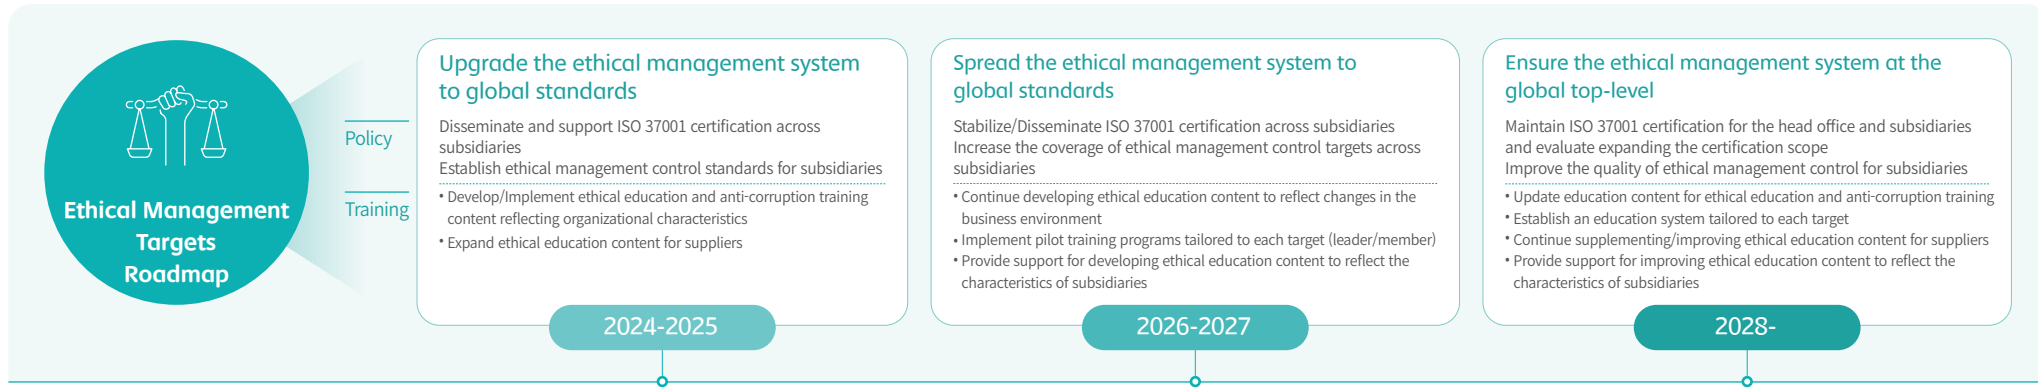 Ethical Management
Targets
Roadmap
Policy
Training
Upgrade the ethical management system
to global standards
Disseminate and support ISO 37001 certification across
subsidiaries
Establish ethical management control standards for subsidiaries
• Develop/Implement ethical education and anti-corruption training
content reflecting organizational characteristics
• Expand ethical education content for suppliers
2024-2025
Spread the ethical management system to
global standards
Stabilize/Disseminate ISO 37001 certification across subsidiaries
Increase the coverage of ethical management control targets across
subsidiaries
• Continue developing ethical education content to reflect changes in the
business environment
• Implement pilot training programs tailored to each target (leader/member)
• Provide support for developing ethical education content to reflect the
characteristics of subsidiaries
2026-2027
Ensure the ethical management system at the
global top-level
Maintain ISO 37001 certification for the head office and subsidiaries
and evaluate expanding the certification scope
Improve the quality of ethical management control for subsidiaries
• Update education content for ethical education and anti-corruption training
• Establish an education system tailored to each target
• Continue supplementing/improving ethical education content for suppliers
• Provide support for improving ethical education content to reflect the
characteristics of subsidiaries
2028-